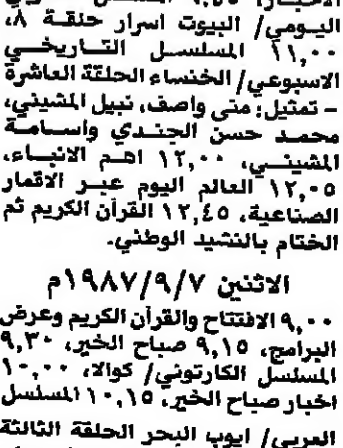 اليومي/ البيوت اسرار حلقة ٨،
١١,٠٠ المسلسل التاريخي
الاسبوعي/ الخنساء الحلقة العاشرة
- تمثيل: منى واصف، نبيل المشيني،
محمد حسن الجندي واسامة
المشيني، ١٢,٠٠ اهم الانباء،
١٢,٠٥ العالم اليوم عبر الاقمار
الصناعية، ١٢,٤٥ القرآن الكريم ثم
الختام بالنشيد الوطني.
الاثنين ١٩٨٧/٩/٧م
٩,٠٠ الافتتاح والقرآن الكريم وعرض
البرامج، ٩,١٥ صباح الخير، ٩,٣٠
المسلسل الكارتوني/ كوالا، ١٠,٠٠
اخبار صباح الخير، ١٠,١٥ المسلسل
العربي/ ايوب البحر الحلقة الثالثة